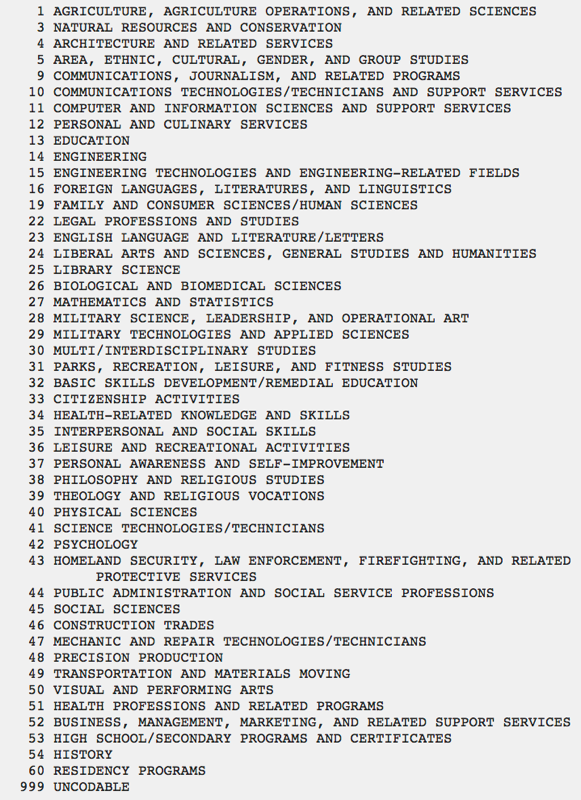 1 AGRICULTURE, AGRICULTURE OPERATIONS, AND RELATED SCIENCES
3 NATURAL RESOURCES AND CONSERVATION
4 ARCHITECTURE AND RELATED SERVICES
5 AREA, ETHNIC, CULTURAL, GENDER, AND GROUP STUDIES
9 COMMUNICATIONS, JOURNALISM, AND RELATED PROGRAMS
10 COMMUNICATIONS TECHNOLOGIES/TECHNICIANS AND SUPPORT SERVICES
11 COMPUTER AND INFORMATION SCIENCES AND SUPPORT SERVICES
12 PERSONAL AND CULINARY SERVICES
13 EDUCATION
14 ENGINEERING
15 ENGINEERING TECHNOLOGIES AND ENGINEERING-RELATED FIELDS
16 FOREIGN LANGUAGES, LITERATURES, AND LINGUISTICS
19 FAMILY AND CONSUMER SCIENCES/HUMAN SCIENCES
22 LEGAL PROFESSIONS AND STUDIES
23 ENGLISH LANGUAGE AND LITERATURE/LETTERS
24 LIBERAL ARTS AND SCIENCES, GENERAL STUDIES AND HUMANITIES
25 LIBRARY SCIENCE
26 BIOLOGICAL AND BIOMEDICAL SCIENCES
27 MATHEMATICS AND STATISTICS
28 MILITARY SCIENCE, LEADERSHIP, AND OPERATIONAL ART
29 MILITARY TECHNOLOGIES AND APPLIED SCIENCES
30 MULTI/INTERDISCIPLINARY STUDIES
31 PARKS, RECREATION, LEISURE, AND FITNESS STUDIES
32 BASIC SKILLS DEVELOPMENT/REMEDIAL EDUCATION
33 CITIZENSHIP ACTIVITIES
34 HEALTH-RELATED KNOWLEDGE AND SKILLS
35 INTERPERSONAL AND SOCIAL SKILLS
36 LEISURE AND RECREATIONAL ACTIVITIES
37 PERSONAL AWARENESS AND SELF-IMPROVEMENT
38 PHILOSOPHY AND RELIGIOUS STUDIES
39 THEOLOGY AND RELIGIOUS VOCATIONS
40 PHYSICAL SCIENCES
41 SCIENCE TECHNOLOGIES/TECHNICIANS
42 PSYCHOLOGY
43 HOMELAND SECURITY, LAW ENFORCEMENT, FIREFIGHTING, AND RELATED
PROTECTIVE SERVICES
44 PUBLIC ADMINISTRATION AND SOCIAL SERVICE PROFESSIONS
45 SOCIAL SCIENCES
46 CONSTRUCTION TRADES
47 MECHANIC AND REPAIR TECHNOLOGIES/TECHNICIANS
48 PRECISION PRODUCTION
49 TRANSPORTATION AND MATERIALS MOVING
50 VISUAL AND PERFORMING ARTS
51 HEALTH PROFESSIONS AND RELATED PROGRAMS
52 BUSINESS, MANAGEMENT, MARKETING, AND RELATED SUPPORT SERVICES
53 HIGH SCHOOL/SECONDARY PROGRAMS AND CERTIFICATES
54 HISTORY
60 RESIDENCY PROGRAMS
999 UNCODABLE